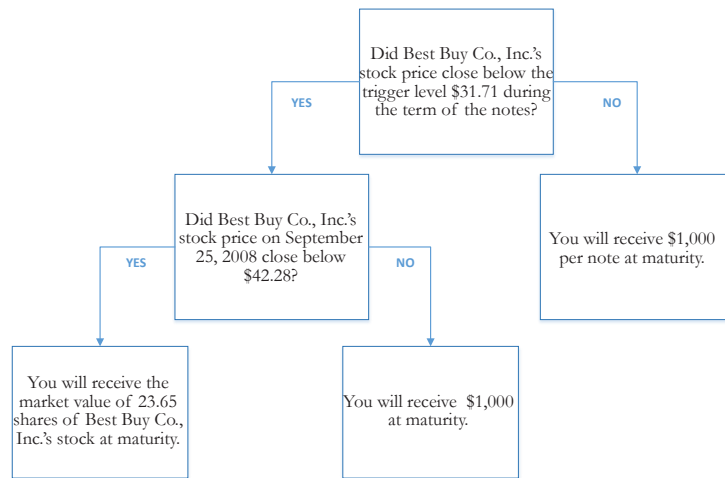 Did Best Buy Co., Inc.'s
stock price close below the
trigger level $31.71 during
the term of the notes?
YES
NO
Did Best Buy Co., Inc.'s
stock price on September
25, 2008 close below
$42.28?
You will receive $1,000
per note at maturity.
YES
NO
You will receive the
market value of 23.65
shares of Best Buy Co.,
Inc.'s stock at maturity.
You will receive $1,000
at maturity.